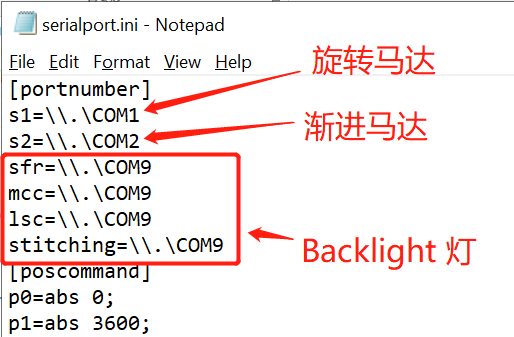 serialport.ini - Notepad
File Edit Format View Help
[portnumber]
s1=\\.\COM1
旋转马达
s2=\\.\COM2
渐进马达
sfr=\\.\COM9
mcc=\\.\COM9
lsc=\\.\COM9
stitching=\\.\COM9
Backlight 灯
[poscommand]
p0=abs 0;
p1=abs 3600;